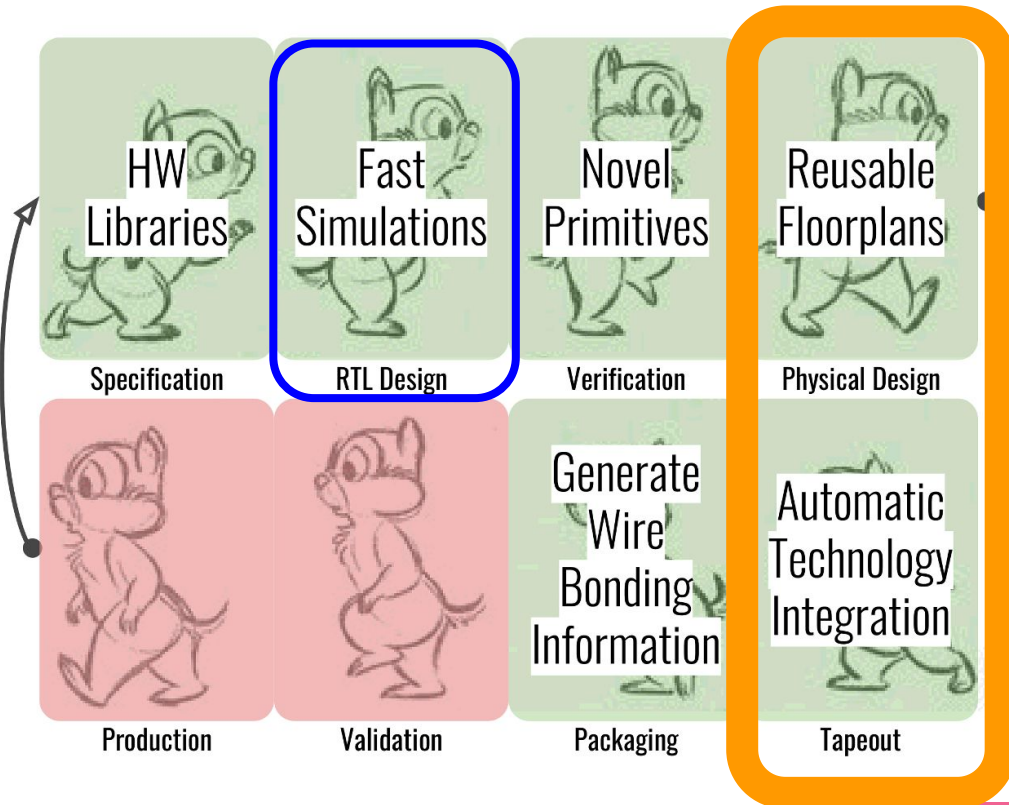 HW
Libraries
Specification
Fast
Simulations
RTL Design
Novel
Primitives
Verification
Reusable
Floorplans
Physical Design
Production
Validation
Generate
Wire
Bonding
Information
Packaging
Automatic
Technology
Integration
Tapeout